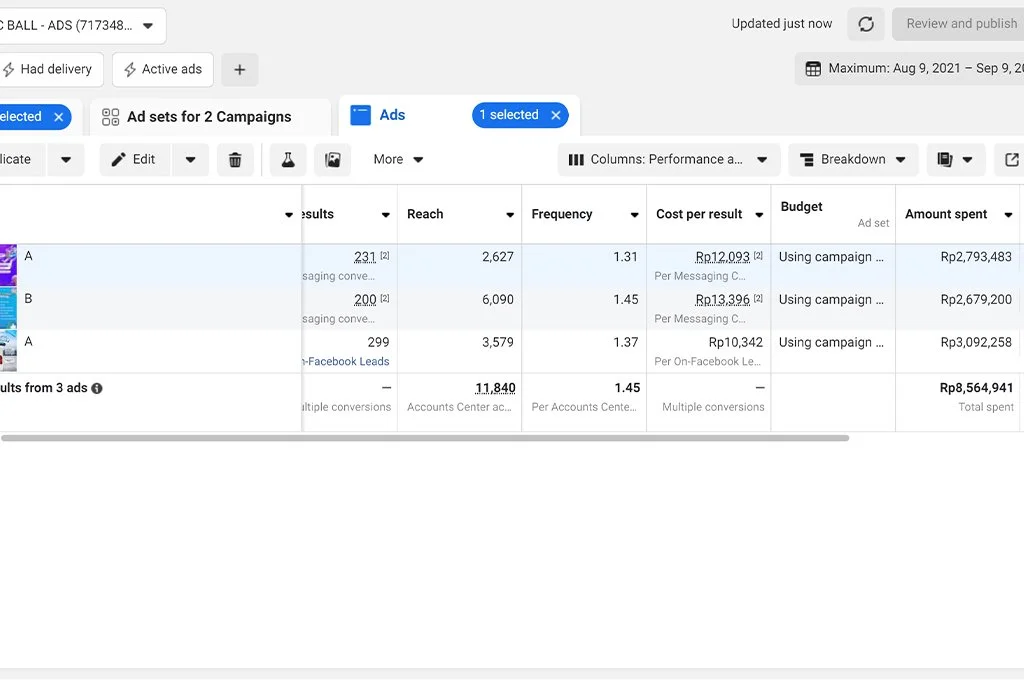 C BALL - ADS (717348...
Updated just now
Review and publish
Had delivery
Active ads
+
Maximum: Aug 9, 2021 – Sep 9, 20
elected ×
Ad sets for 2 Campaigns
Ads
1 selected ×
licate
Edit
More
Columns: Performance a...
Breakdown
esults
Reach
Frequency
Cost per result
Budget
Ad set
Amount spent
A
231 [2]
saging conve...
2,627
1.31
Rp12,093 [2]
Per Messaging C...
Using campaign ...
Rp2,793,483
B
200 [2]
saging conve...
6,090
1.45
Rp13,396 [2]
Per Messaging C...
Using campaign ...
Rp2,679,200
A
299
n-Facebook Leads
3,579
1.37
Rp10,342
Per On-Facebook Le...
Using campaign ...
Rp3,092,258
ults from 3 ads
—
ultiple conversions
11,840
Accounts Center ac...
1.45
Per Accounts Cente...
—
Multiple conversions
Rp8,564,941
Total spent